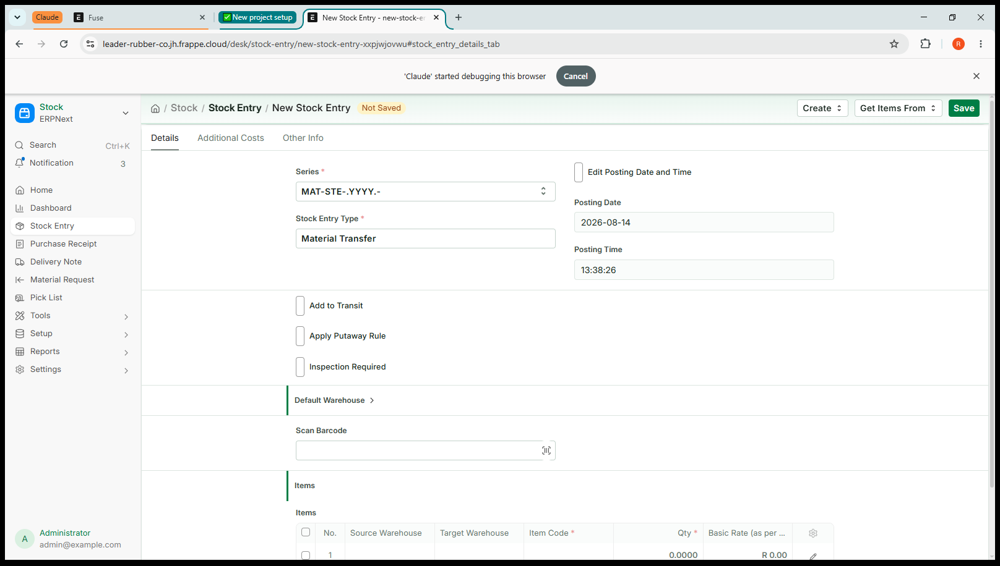 Claude
Fuse
✅New project setup
New Stock Entry - new-stock-er
leader-rubber-co.jh.frappe.cloud/desk/stock-entry/new-stock-entry-xxpjwjovwu#stock_entry_details_tab
R
'Claude' started debugging this browser
Cancel
Stock
ERPNext
/ Stock / Stock Entry / New Stock Entry
Not Saved
Create
Get Items From
Save
Search
Ctrl+K
Notification
3
Home
Dashboard
Stock Entry
Purchase Receipt
Delivery Note
Material Request
Pick List
Tools
Setup
Reports
Settings
A
Administrator
admin@example.com
Details
Additional Costs
Other Info
Series *
MAT-STE-.YYYY.-
Stock Entry Type *
Material Transfer
Edit Posting Date and Time
Posting Date
2026-08-14
Posting Time
13:38:26
Add to Transit
Apply Putaway Rule
Inspection Required
Default Warehouse
Scan Barcode
Items
Items
No. Source Warehouse Target Warehouse Item Code * Qty * Basic Rate (as per ...
1 0.0000 R 0.00